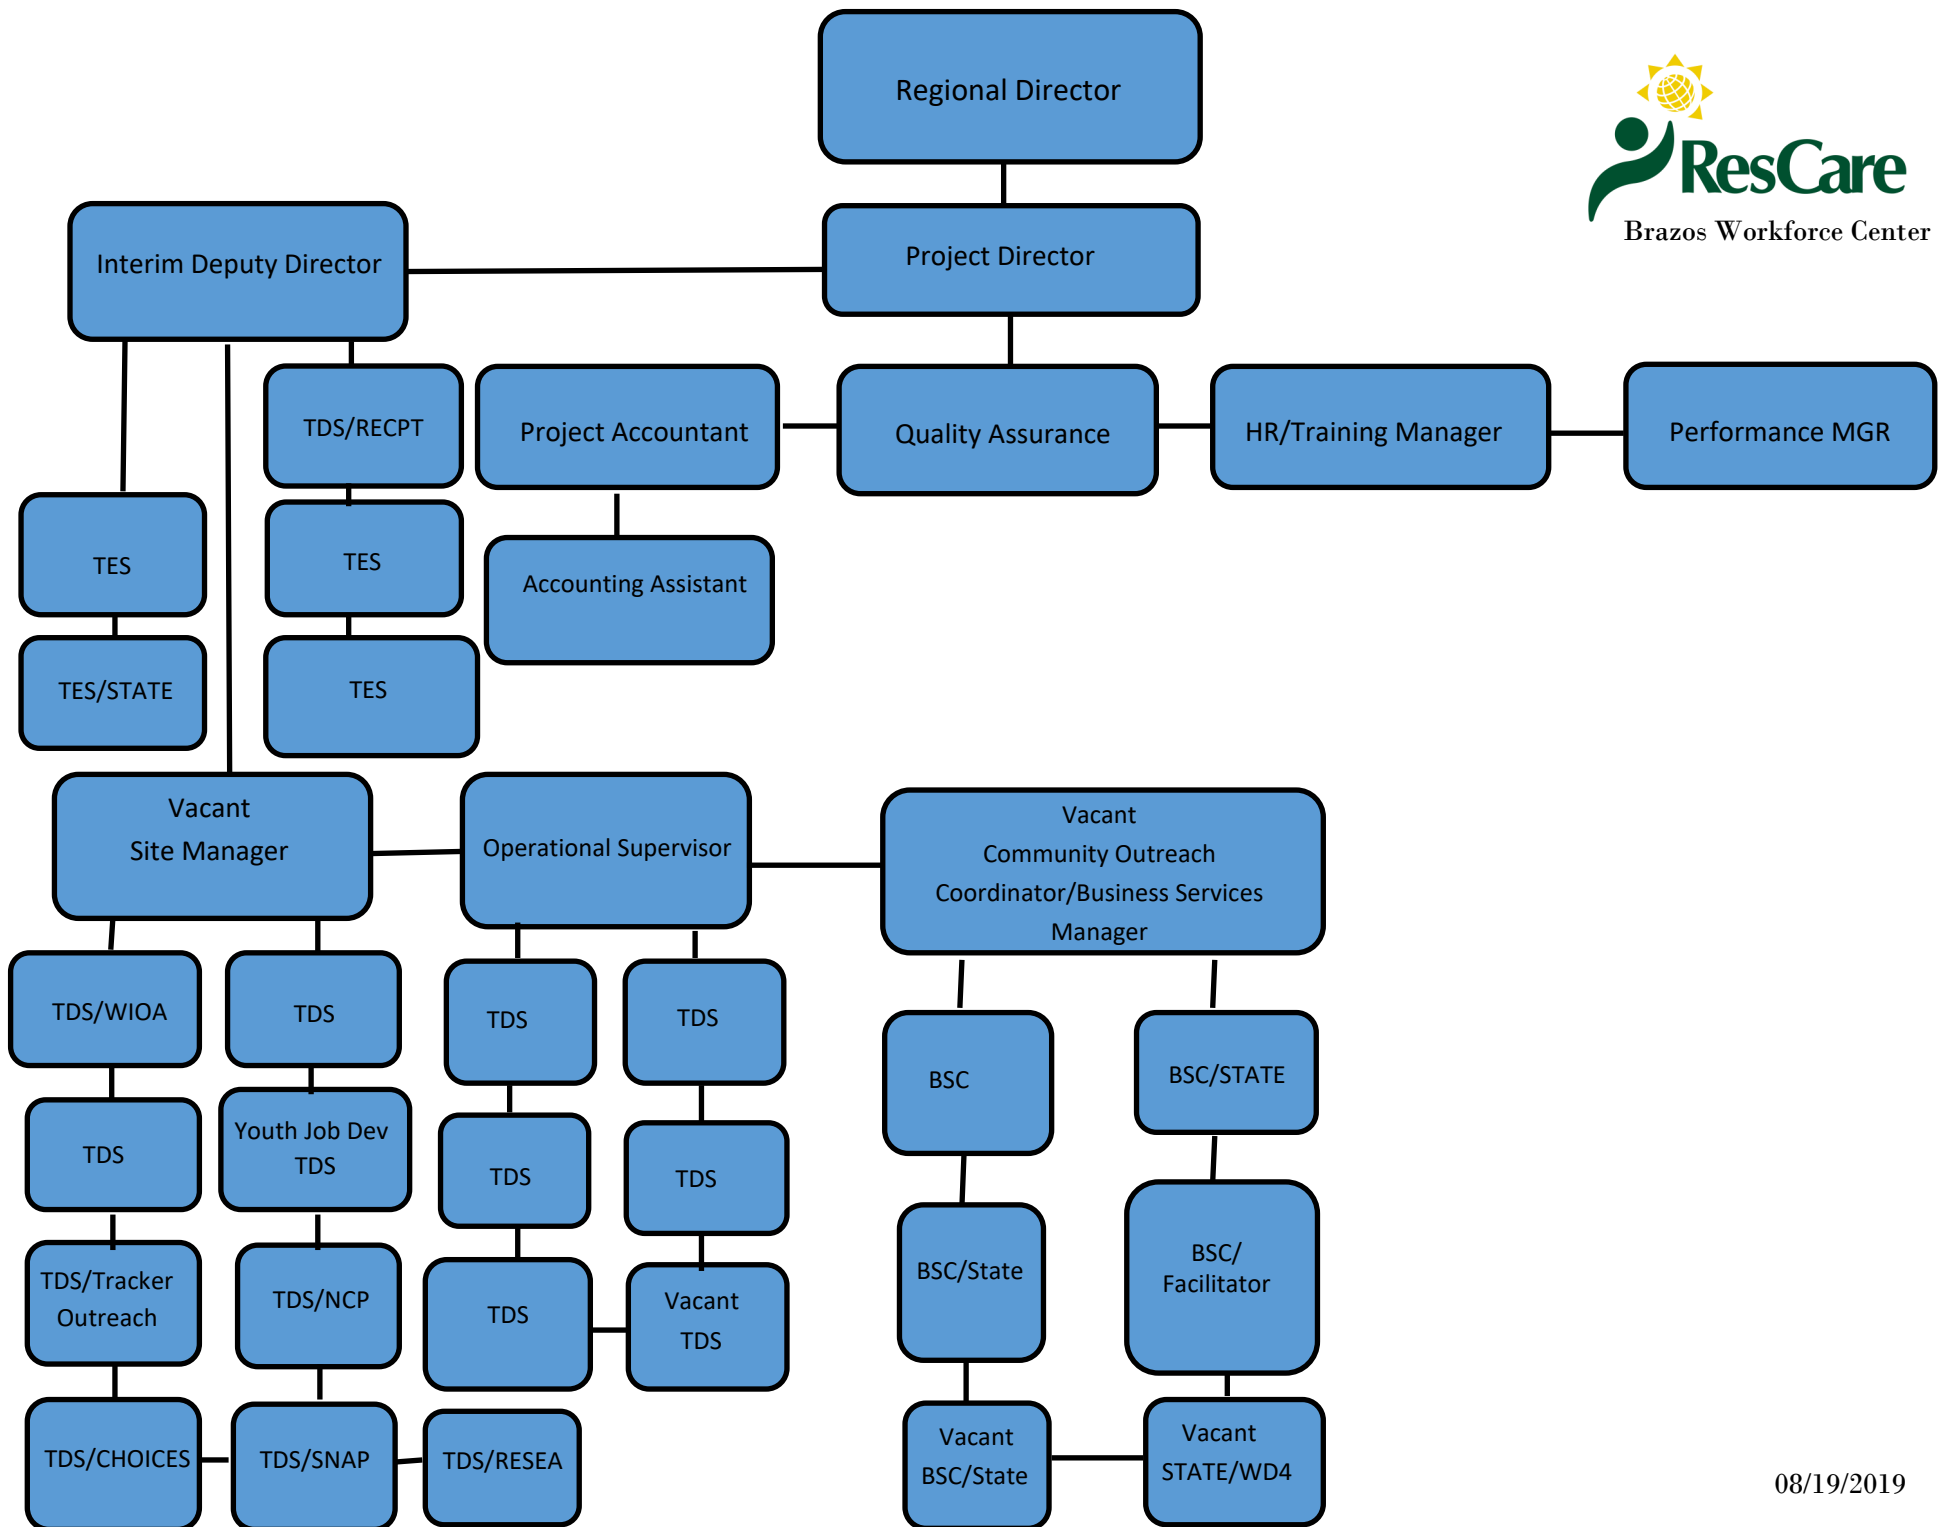 Regional Director
ResCare
Brazos Workforce Center
Interim Deputy Director
Project Director
TDS/RECPT
Project Accountant
Quality Assurance
HR/Training Manager
Performance MGR
TES
TES
Accounting Assistant
TES/STATE
TES
Vacant
Site Manager
Operational Supervisor
Vacant
Community Outreach
Coordinator/Business Services
Manager
TDS/WIOA
TDS
TDS
TDS
BSC
BSC/STATE
TDS
Youth Job Dev
TDS
TDS
TDS
BSC/State
BSC/
Facilitator
TDS/Tracker
Outreach
TDS/NCP
TDS
Vacant
TDS
TDS/CHOICES
TDS/SNAP
TDS/RESEA
Vacant
BSC/State
Vacant
STATE/WD4
08/19/2019